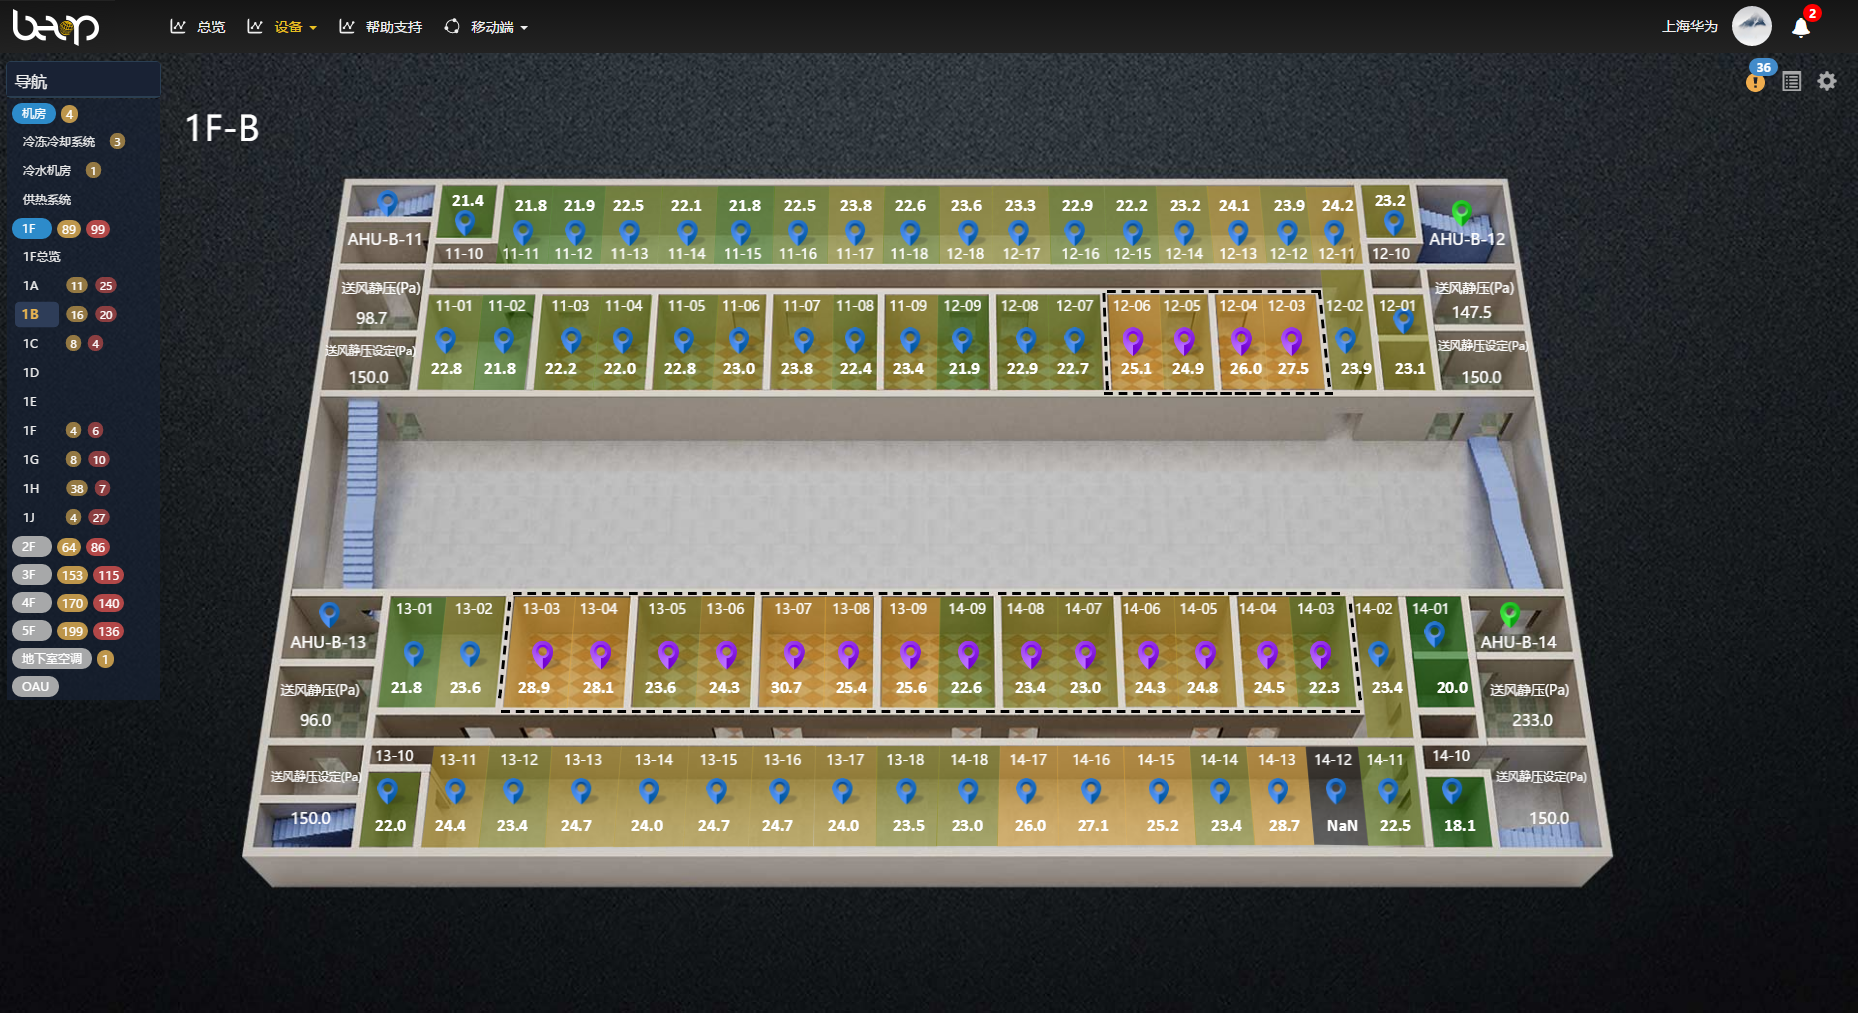 beop 总览 设备 帮助支持 移动端 上海华为 2
36
导航
机房 4
冷冻冷却系统 3
冷水机房 1
供热系统
1F 89 99
1F总览
1A 11 25
1B 16 20
1C 8 4
1D
1E
1F 4 6
1G 8 10
1H 38 7
1J 4 27
2F 64 86
3F 153 115
4F 170 140
5F 199 136
地下室空调 1
OAU
1F-B
21.4 21.8 21.9 22.5 22.1 21.8 22.5 23.8 22.6 23.6 23.3 22.9 22.2 23.2 24.1 23.9 24.2 23.2
AHU-B-11 AHU-B-12
11-10 11-11 11-12 11-13 11-14 11-15 11-16 11-17 11-18 12-18 12-17 12-16 12-15 12-14 12-13 12-12 12-11 12-10
送风静压(Pa) 送风静压(Pa)
98.7 147.5
11-01 11-02 11-03 11-04 11-05 11-06 11-07 11-08 11-09 12-09 12-08 12-07 12-06 12-05 12-04 12-03 12-02 12-01
送风静压设定(Pa) 送风静压设定(Pa)
150.0 22.8 21.8 22.2 22.0 22.8 23.0 23.8 22.4 23.4 21.9 22.9 22.7 25.1 24.9 26.0 27.5 23.9 23.1 150.0
13-01 13-02 13-03 13-04 13-05 13-06 13-07 13-08 13-09 14-09 14-08 14-07 14-06 14-05 14-04 14-03 14-02 14-01
AHU-B-13 AHU-B-14
21.8 23.6 28.9 28.1 23.6 24.3 30.7 25.4 25.6 22.6 23.4 23.0 24.3 24.8 24.5 22.3 23.4 20.0
送风静压(Pa) 送风静压(Pa)
96.0 233.0
13-10 13-11 13-12 13-13 13-14 13-15 13-16 13-17 13-18 14-18 14-17 14-16 14-15 14-14 14-13 14-12 14-11 14-10
送风静压设定(Pa) 送风静压设定(Pa)
150.0 22.0 24.4 23.4 24.7 24.0 24.7 24.7 24.0 23.5 23.0 26.0 27.1 25.2 23.4 28.7 NaN 22.5 18.1 150.0